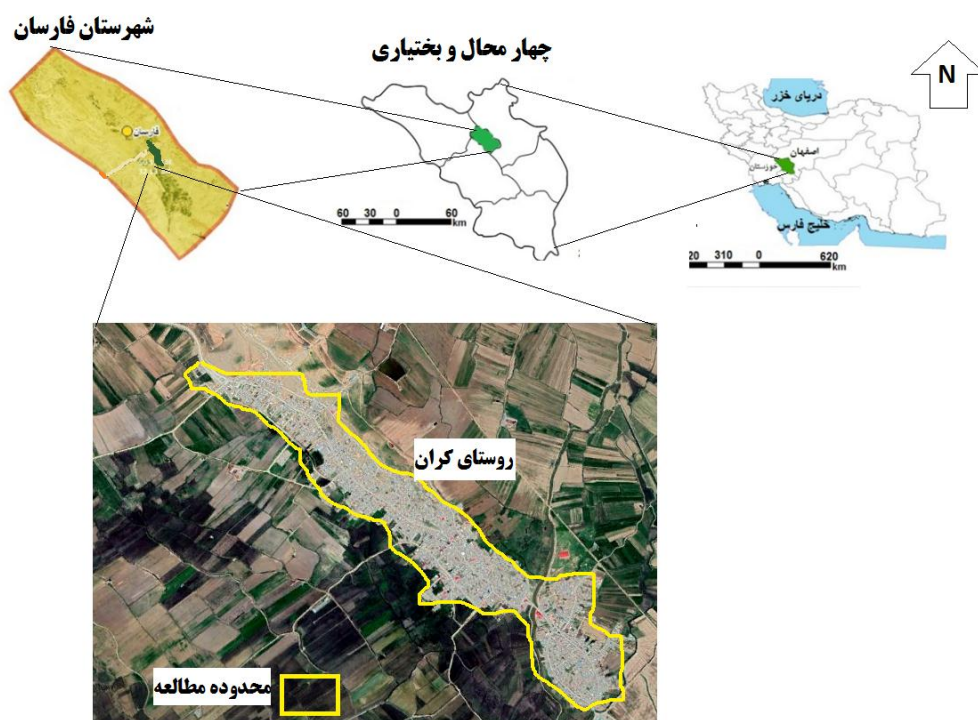 شهرستان فارسان
چهار محال و بختیاری
N
دریای خزر
اصفهان
خوزستان
خلیج فارس
فارسان
60 30 0 60
km
20 310 0 620
km
روستای کران
محدوده مطالعه